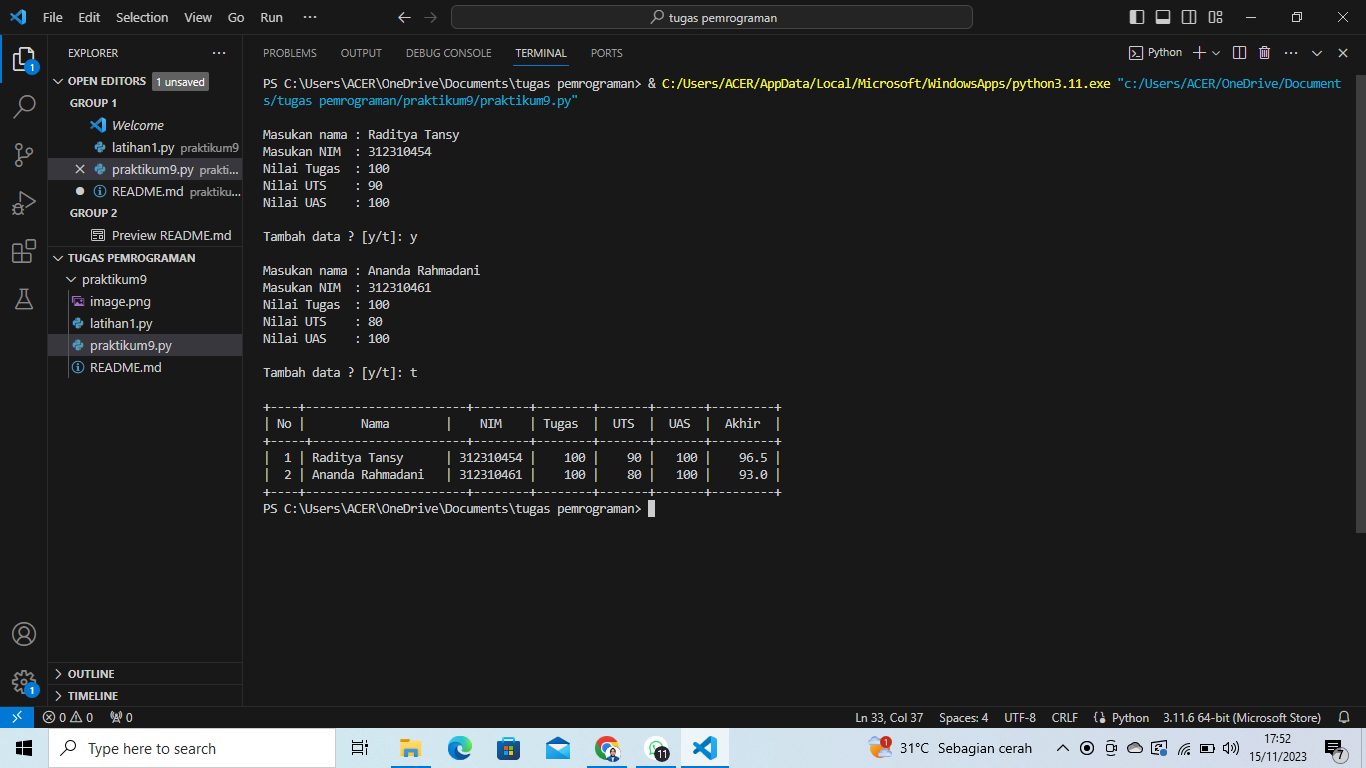 File Edit Selection View Go Run ··· tugas pemrograman
EXPLORER ···
OPEN EDITORS 1 unsaved
GROUP 1
Welcome
latihan1.py praktikum9
praktikum9.py prakti...
README.md praktiku...
GROUP 2
Preview README.md
TUGAS PEMROGRAMAN
praktikum9
image.png
latihan1.py
praktikum9.py
README.md
OUTLINE
TIMELINE
1
1
PROBLEMS OUTPUT DEBUG CONSOLE TERMINAL PORTS Python
PS C:\Users\ACER\OneDrive\Documents\tugas pemrograman> & C:/Users/ACER/AppData/Local/Microsoft/WindowsApps/python3.11.exe "c:/Users/ACER/OneDrive/Document
s/tugas pemrograman/praktikum9/praktikum9.py"
Masukan nama : Raditya Tansy
Masukan NIM  : 312310454
Nilai Tugas  : 100
Nilai UTS    : 90
Nilai UAS    : 100
Tambah data ? [y/t]: y
Masukan nama : Ananda Rahmadani
Masukan NIM  : 312310461
Nilai Tugas  : 100
Nilai UTS    : 80
Nilai UAS    : 100
Tambah data ? [y/t]: t
+----+-----------------------+--------+--------+-------+-------+---------+
| No |        Nama        |    NIM    | Tugas  |  UTS  |  UAS  |  Akhir  |
+-----+----------------------+--------+--------+-------+-------+---------+
|  1 | Raditya Tansy      | 312310454 |    100 |    90 |   100 |    96.5 |
|  2 | Ananda Rahmadani   | 312310461 |    100 |    80 |   100 |    93.0 |
+----+-----------------------+--------+--------+-------+-------+---------+
PS C:\Users\ACER\OneDrive\Documents\tugas pemrograman>
0 0 0 Ln 33, Col 37 Spaces: 4 UTF-8 CRLF Python 3.11.6 64-bit (Microsoft Store)
Type here to search 11 1 31°C Sebagian cerah 17:52
15/11/2023 7